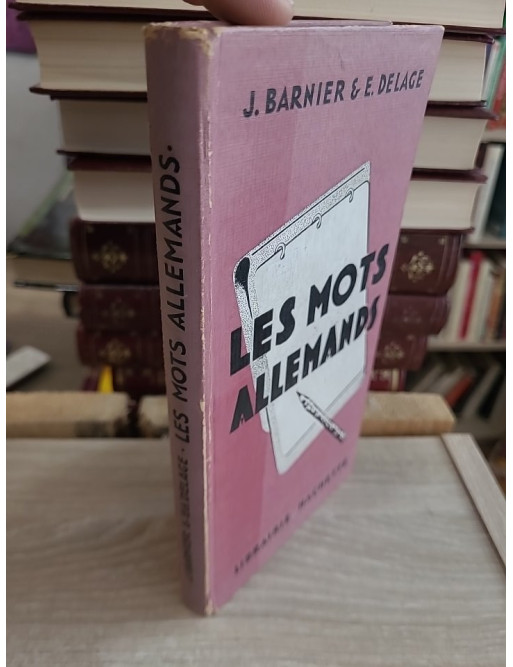 J. BARNIER & E. DELAGE
LES MOTS
ALLEMANDS
LIBRAIRIE HACHETTE
BARNIER & E. DELAGE · LES MOTS ALLEMANDS ·